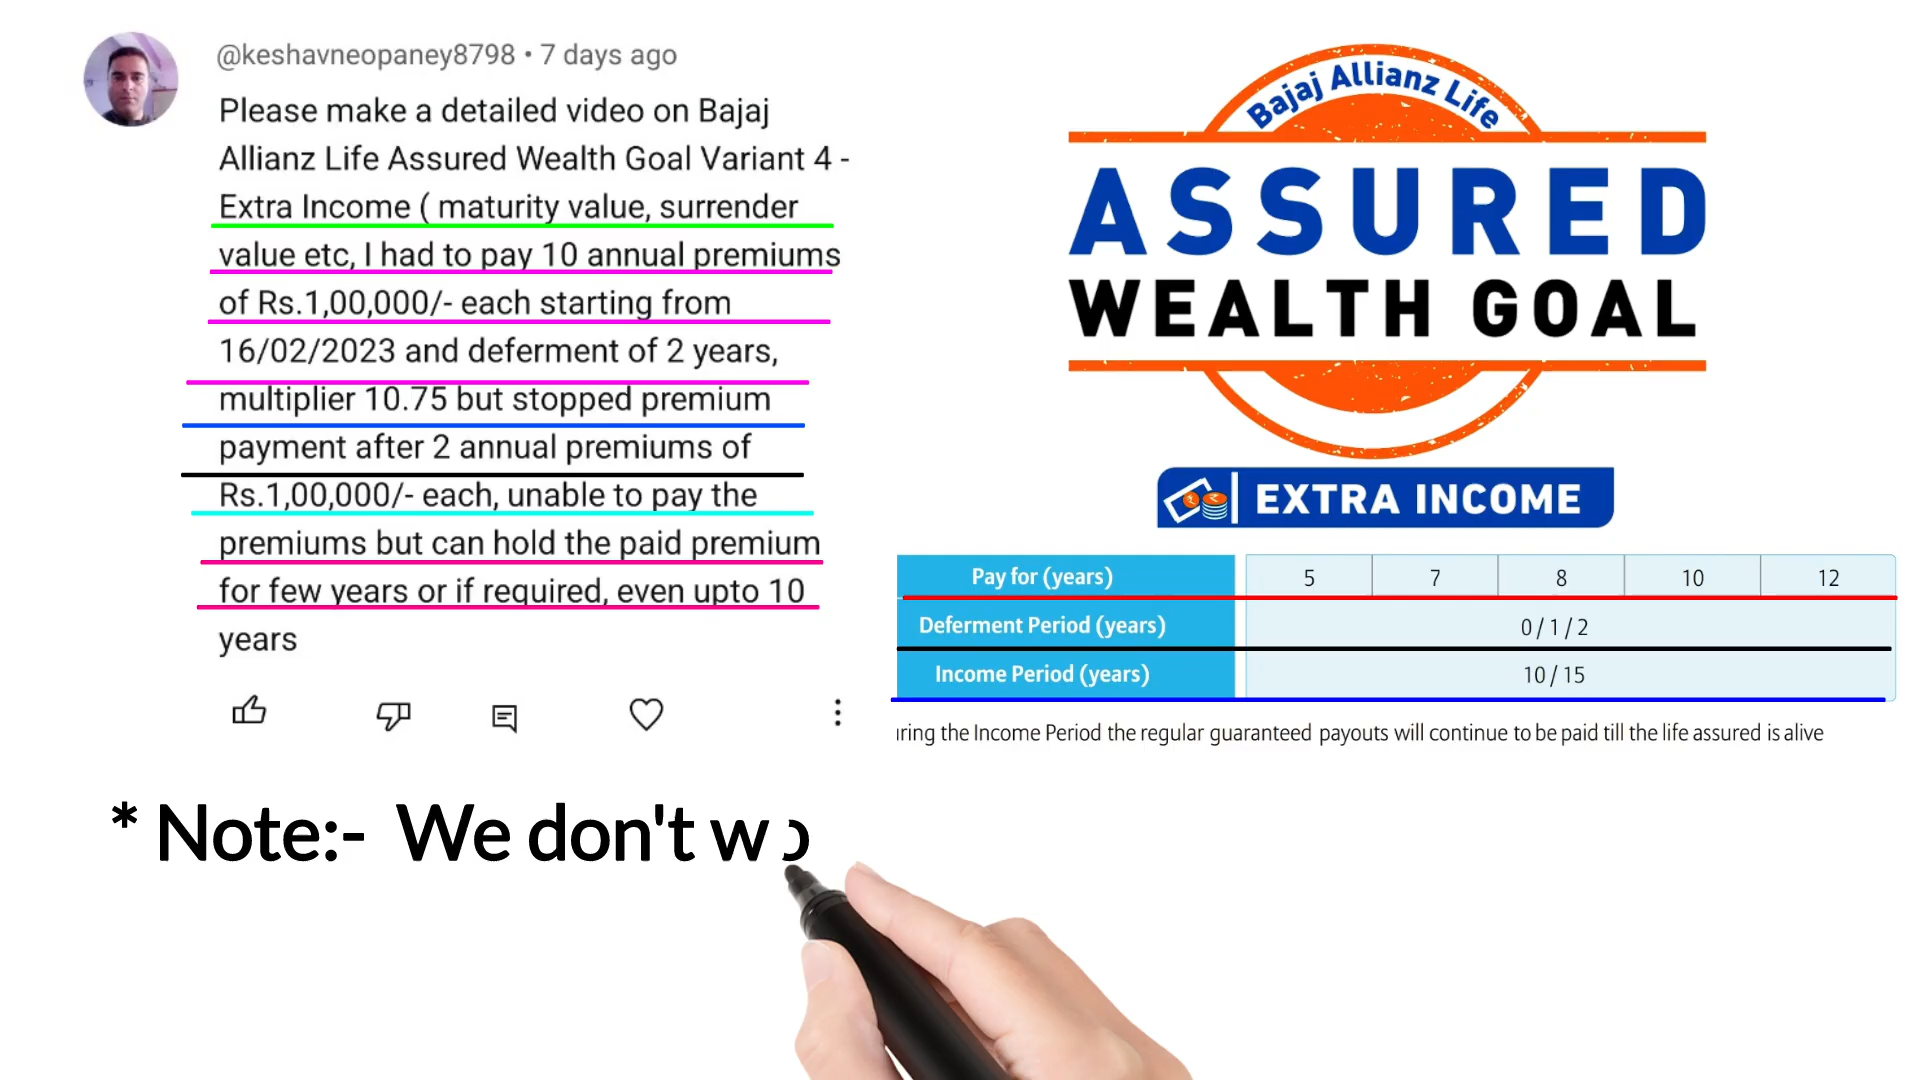 @keshavneopaney8798 • 7 days ago
Please make a detailed video on Bajaj
Allianz Life Assured Wealth Goal Variant 4 -
Extra Income ( maturity value, surrender
value etc, I had to pay 10 annual premiums
of Rs.1,00,000/- each starting from
16/02/2023 and deferment of 2 years,
multiplier 10.75 but stopped premium
payment after 2 annual premiums of
Rs.1,00,000/- each, unable to pay the
premiums but can hold the paid premium
for few years or if required, even upto 10
years
Bajaj Allianz Life
ASSURED
WEALTH GOAL
EXTRA INCOME
Pay for (years) 5 7 8 10 12
Deferment Period (years) 0 / 1 / 2
Income Period (years) 10 / 15
the Income Period the regular guaranteed payouts will continue to be paid till the life assured is alive
* Note:- We don't